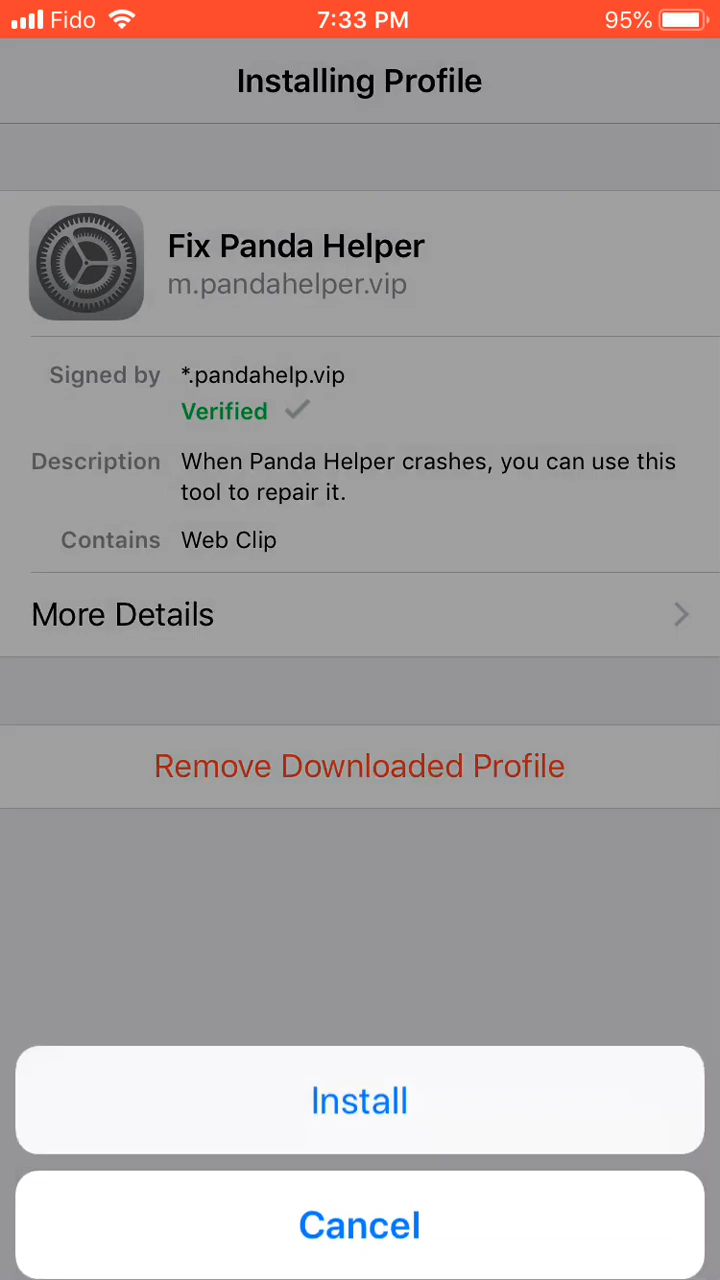 Fido 7:33 PM 95%
Installing Profile
Fix Panda Helper
m.pandahelper.vip
Signed by *.pandahelp.vip
Verified
Description When Panda Helper crashes, you can use this
tool to repair it.
Contains Web Clip
More Details
Remove Downloaded Profile
Install
Cancel